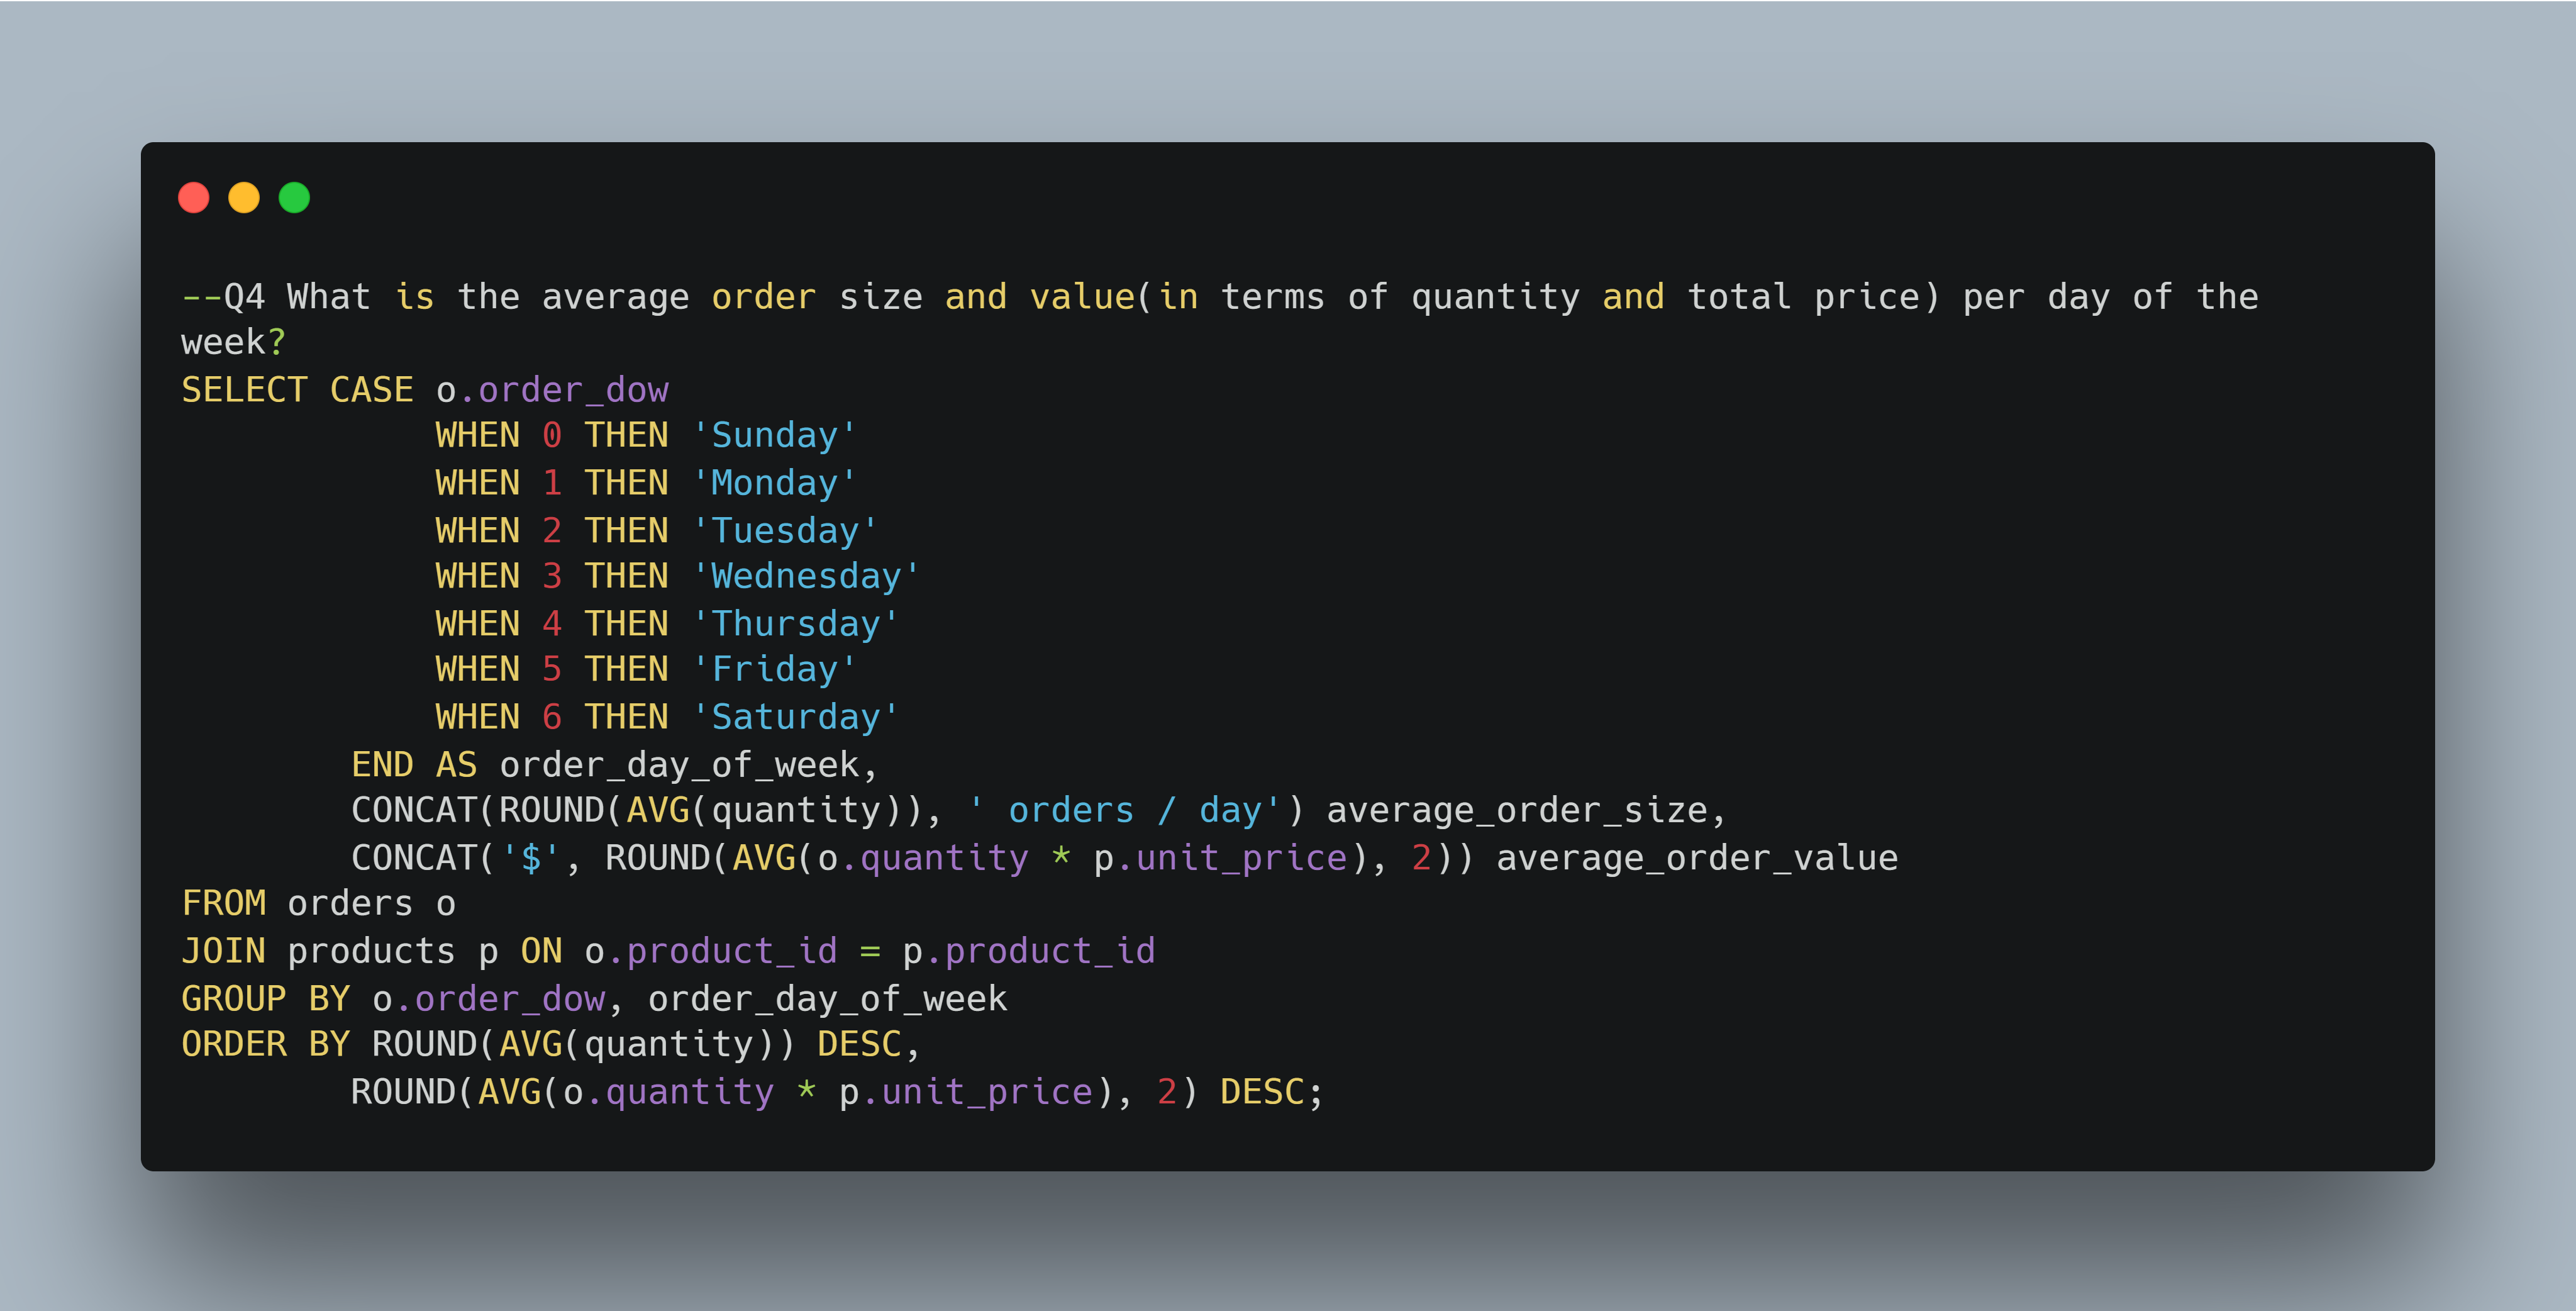 --Q4 What is the average order size and value(in terms of quantity and total price) per day of the
week?
SELECT CASE o.order_dow
            WHEN 0 THEN 'Sunday'
            WHEN 1 THEN 'Monday'
            WHEN 2 THEN 'Tuesday'
            WHEN 3 THEN 'Wednesday'
            WHEN 4 THEN 'Thursday'
            WHEN 5 THEN 'Friday'
            WHEN 6 THEN 'Saturday'
        END AS order_day_of_week,
        CONCAT(ROUND(AVG(quantity)), ' orders / day') average_order_size,
        CONCAT('$', ROUND(AVG(o.quantity * p.unit_price), 2)) average_order_value
FROM orders o
JOIN products p ON o.product_id = p.product_id
GROUP BY o.order_dow, order_day_of_week
ORDER BY ROUND(AVG(quantity)) DESC,
        ROUND(AVG(o.quantity * p.unit_price), 2) DESC;